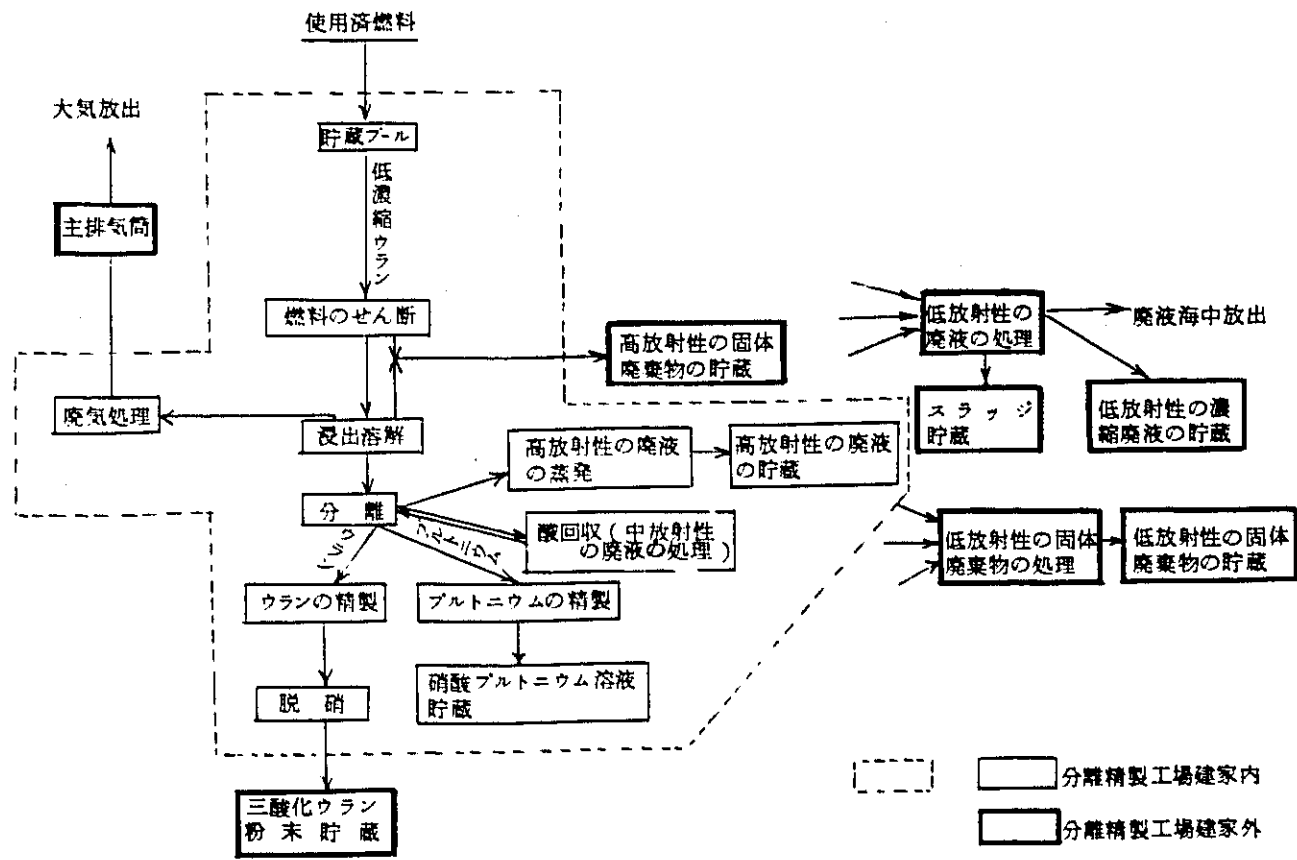 使用済燃料
大気放出
貯蔵プール
低濃縮ウラン
主排気筒
燃料のせん断
高放射性の固体
廃棄物の貯蔵
低放射性の
廃液の処理
廃液海中放出
スラッジ
貯蔵
低放射性の濃
縮廃液の貯蔵
廃気処理
浸出溶解
高放射性の廃液
の蒸発
高放射性の廃液
の貯蔵
分離
酸回収(中放射性
の廃液の処理)
ウラン
プルトニウム
低放射性の固体
廃棄物の処理
低放射性の固体
廃棄物の貯蔵
ウランの精製
プルトニウムの精製
脱硝
硝酸プルトニウム溶液
貯蔵
三酸化ウラン
粉末貯蔵
分離精製工場建家内
分離精製工場建家外